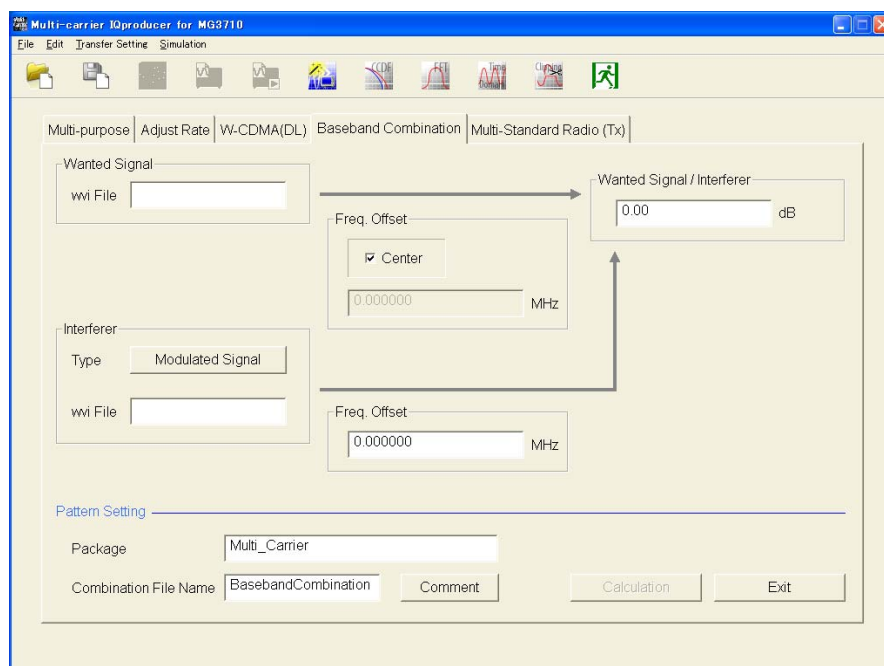 Multi-carrier IQproducer for MG3710
File Edit Transfer Setting Simulation
CCDF FFT Time Domain Clipping
Multi-purpose Adjust Rate W-CDMA(DL) Baseband Combination Multi-Standard Radio (Tx)
Wanted Signal
wvi File
Wanted Signal / Interferer
0.00 dB
Freq. Offset
Center
0.000000 MHz
Interferer
Type Modulated Signal
wvi File
Freq. Offset
0.000000 MHz
Pattern Setting
Package Multi_Carrier
Combination File Name BasebandCombination Comment Calculation Exit